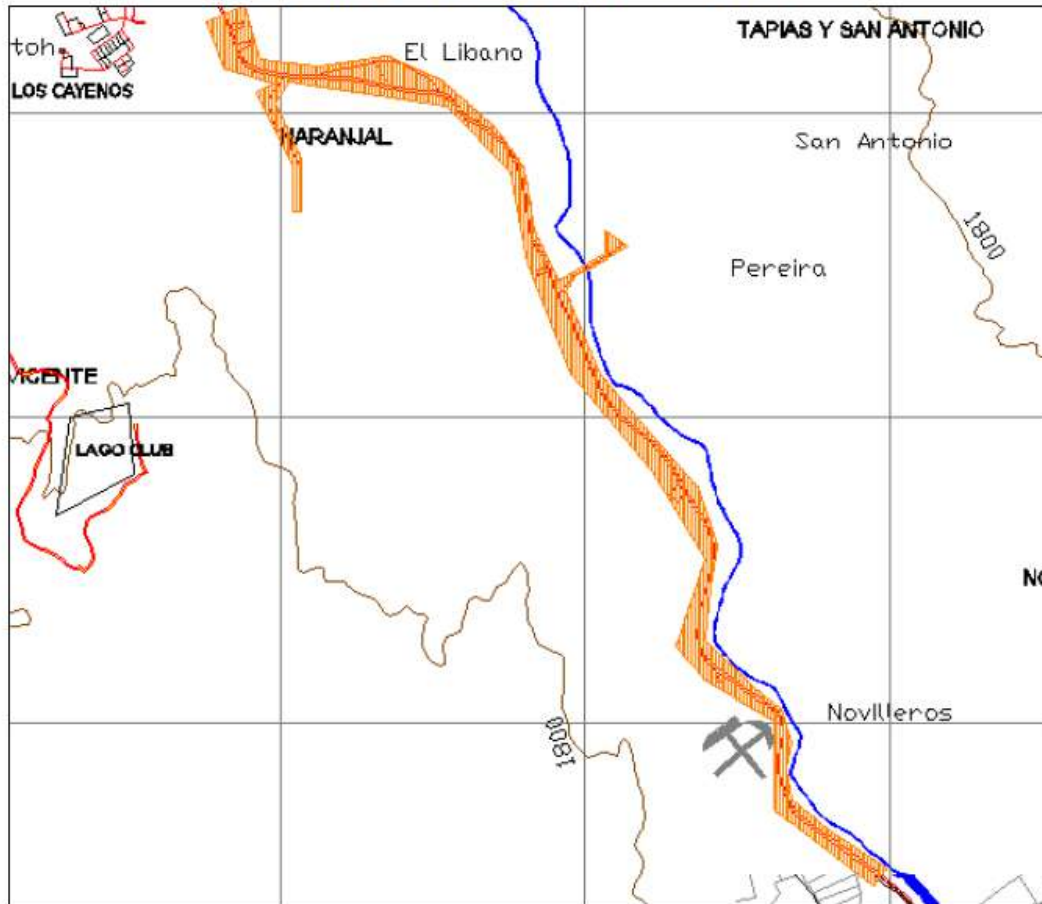 TAPIAS Y SAN ANTONIO
El Libano
toh
LOS CAYENOS
NARANJAL
San Antonio
1800
Pereira
VICENTE
LAGO CLUB
NO
Novilleros
1800